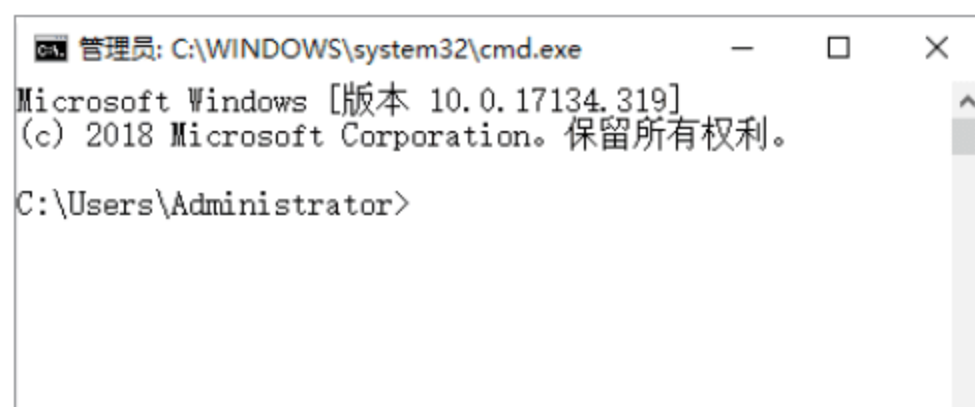 管理员: C:\WINDOWS\system32\cmd.exe
Microsoft Windows [版本 10.0.17134.319]
(c) 2018 Microsoft Corporation。保留所有权利。
C:\Users\Administrator>